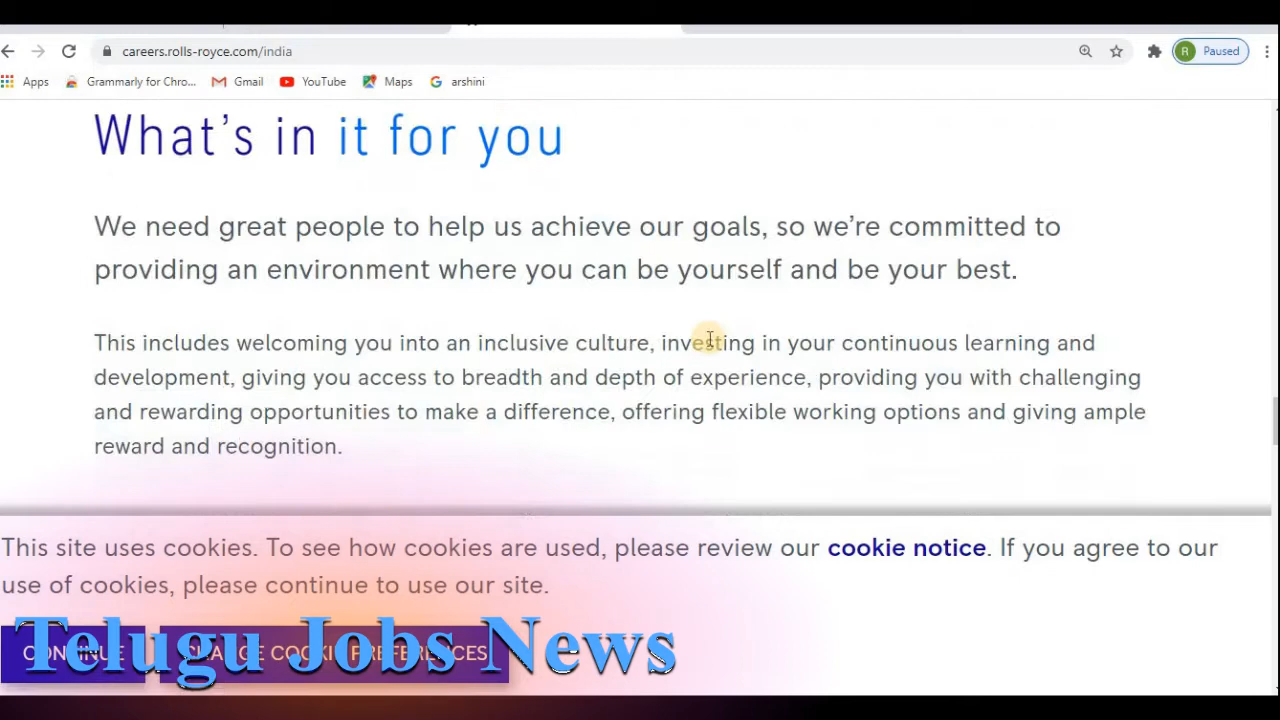 careers.rolls-royce.com/india
Paused
R
Apps
Grammarly for Chro...
Gmail
YouTube
Maps
arshini
What's in it for you
We need great people to help us achieve our goals, so we're committed to
providing an environment where you can be yourself and be your best.
This includes welcoming you into an inclusive culture, investing in your continuous learning and
development, giving you access to breadth and depth of experience, providing you with challenging
and rewarding opportunities to make a difference, offering flexible working options and giving ample
reward and recognition.
This site uses cookies. To see how cookies are used, please review our cookie notice. If you agree to our
use of cookies, please continue to use our site.
CONTINUE
CHANGE COOKIE PREFERENCES
Telugu Jobs News